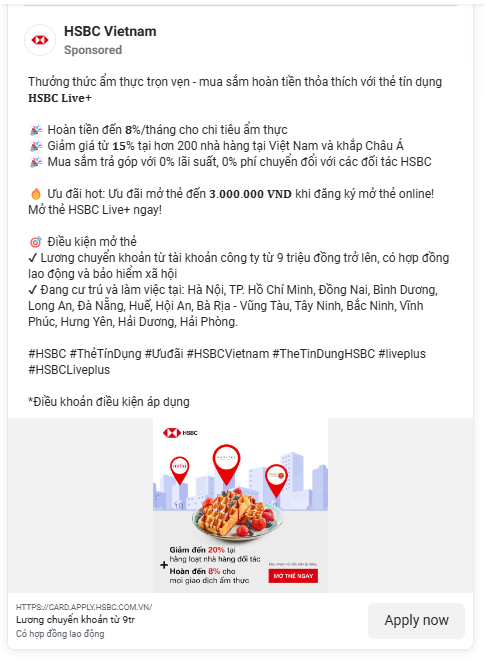 HSBC Vietnam
Sponsored
Thưởng thức ẩm thực trọn vẹn - mua sắm hoàn tiền thỏa thích với thẻ tín dụng
HSBC Live+
🎉 Hoàn tiền đến 8%/tháng cho chi tiêu ẩm thực
🎉 Giảm giá từ 15% tại hơn 200 nhà hàng tại Việt Nam và khắp Châu Á
🎉 Mua sắm trả góp với 0% lãi suất, 0% phí chuyển đổi với các đối tác HSBC
🔥 Ưu đãi hot: Ưu đãi mở thẻ đến 3.000.000 VND khi đăng ký mở thẻ online!
Mở thẻ HSBC Live+ ngay!
🎯 Điều kiện mở thẻ
✓ Lương chuyển khoản từ tài khoản công ty từ 9 triệu đồng trở lên, có hợp đồng
lao động và bảo hiểm xã hội
✓ Đang cư trú và làm việc tại: Hà Nội, TP. Hồ Chí Minh, Đồng Nai, Bình Dương,
Long An, Đà Nẵng, Huế, Hội An, Bà Rịa - Vũng Tàu, Tây Ninh, Bắc Ninh, Vĩnh
Phúc, Hưng Yên, Hải Dương, Hải Phòng.
#HSBC #ThẻTínDụng #Ưuđãi #HSBCVietnam #TheTinDungHSBC #liveplus
#HSBCLiveplus
*Điều khoản điều kiện áp dụng
HSBC
Giảm đến 20% tại
hàng loạt nhà hàng đối tác
+ Hoàn đến 8% cho
mọi giao dịch ẩm thực
MỞ THẺ NGAY
HTTPS://CARD.APPLY.HSBC.COM.VN/
Lương chuyển khoản từ 9tr
Có hợp đồng lao động
Apply now